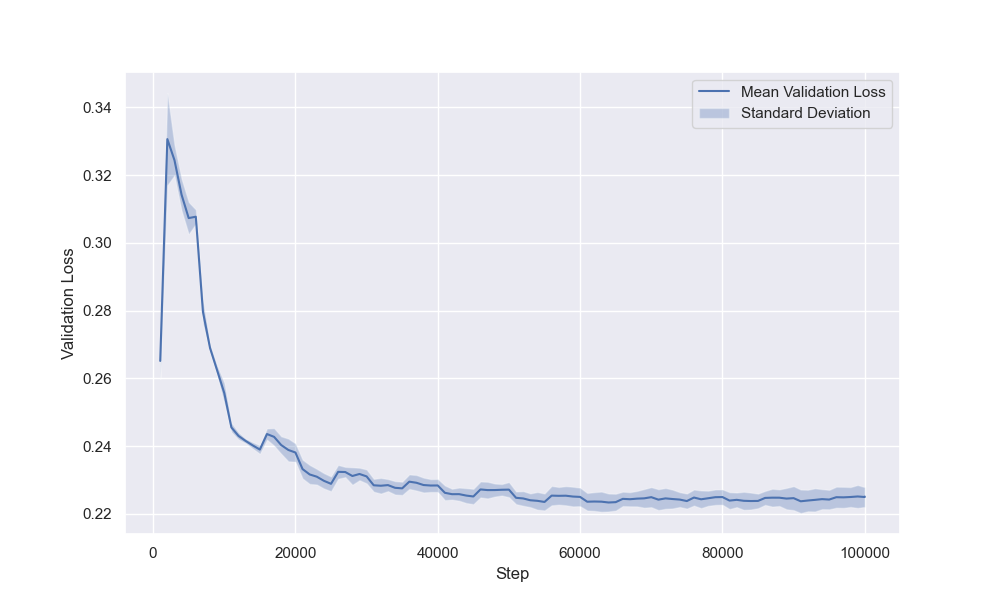 Mean Validation Loss
Standard Deviation
0.34
0.32
0.30
0.28
0.26
0.24
0.22
Validation Loss
0 20000 40000 60000 80000 100000
Step